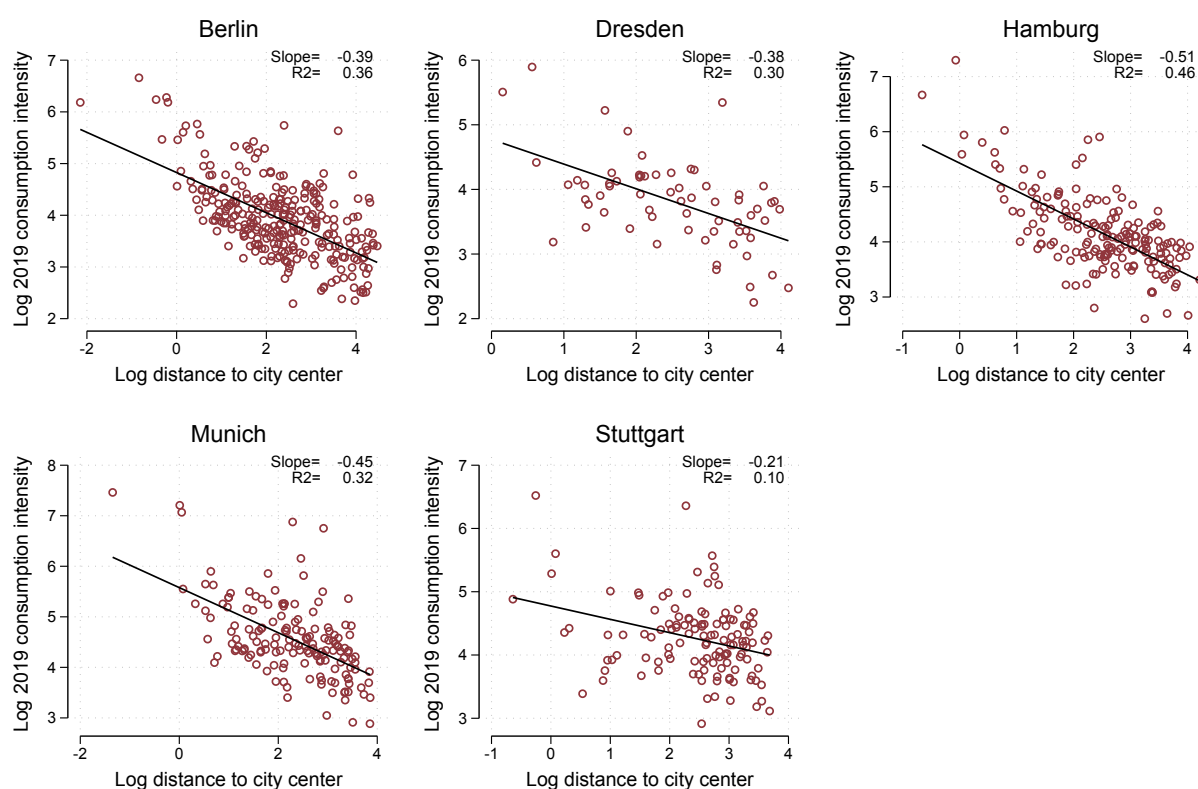 Berlin
Slope= -0.39
R2= 0.36
Log 2019 consumption intensity
7
6
5
4
3
2
-2 0 2 4
Log distance to city center
Dresden
Slope= -0.38
R2= 0.30
Log 2019 consumption intensity
6
5
4
3
2
0 1 2 3 4
Log distance to city center
Hamburg
Slope= -0.51
R2= 0.46
Log 2019 consumption intensity
7
6
5
4
3
-1 0 1 2 3 4
Log distance to city center
Munich
Slope= -0.45
R2= 0.32
Log 2019 consumption intensity
8
7
6
5
4
3
-2 0 2 4
Log distance to city center
Stuttgart
Slope= -0.21
R2= 0.10
Log 2019 consumption intensity
7
6
5
4
3
-1 0 1 2 3 4
Log distance to city center